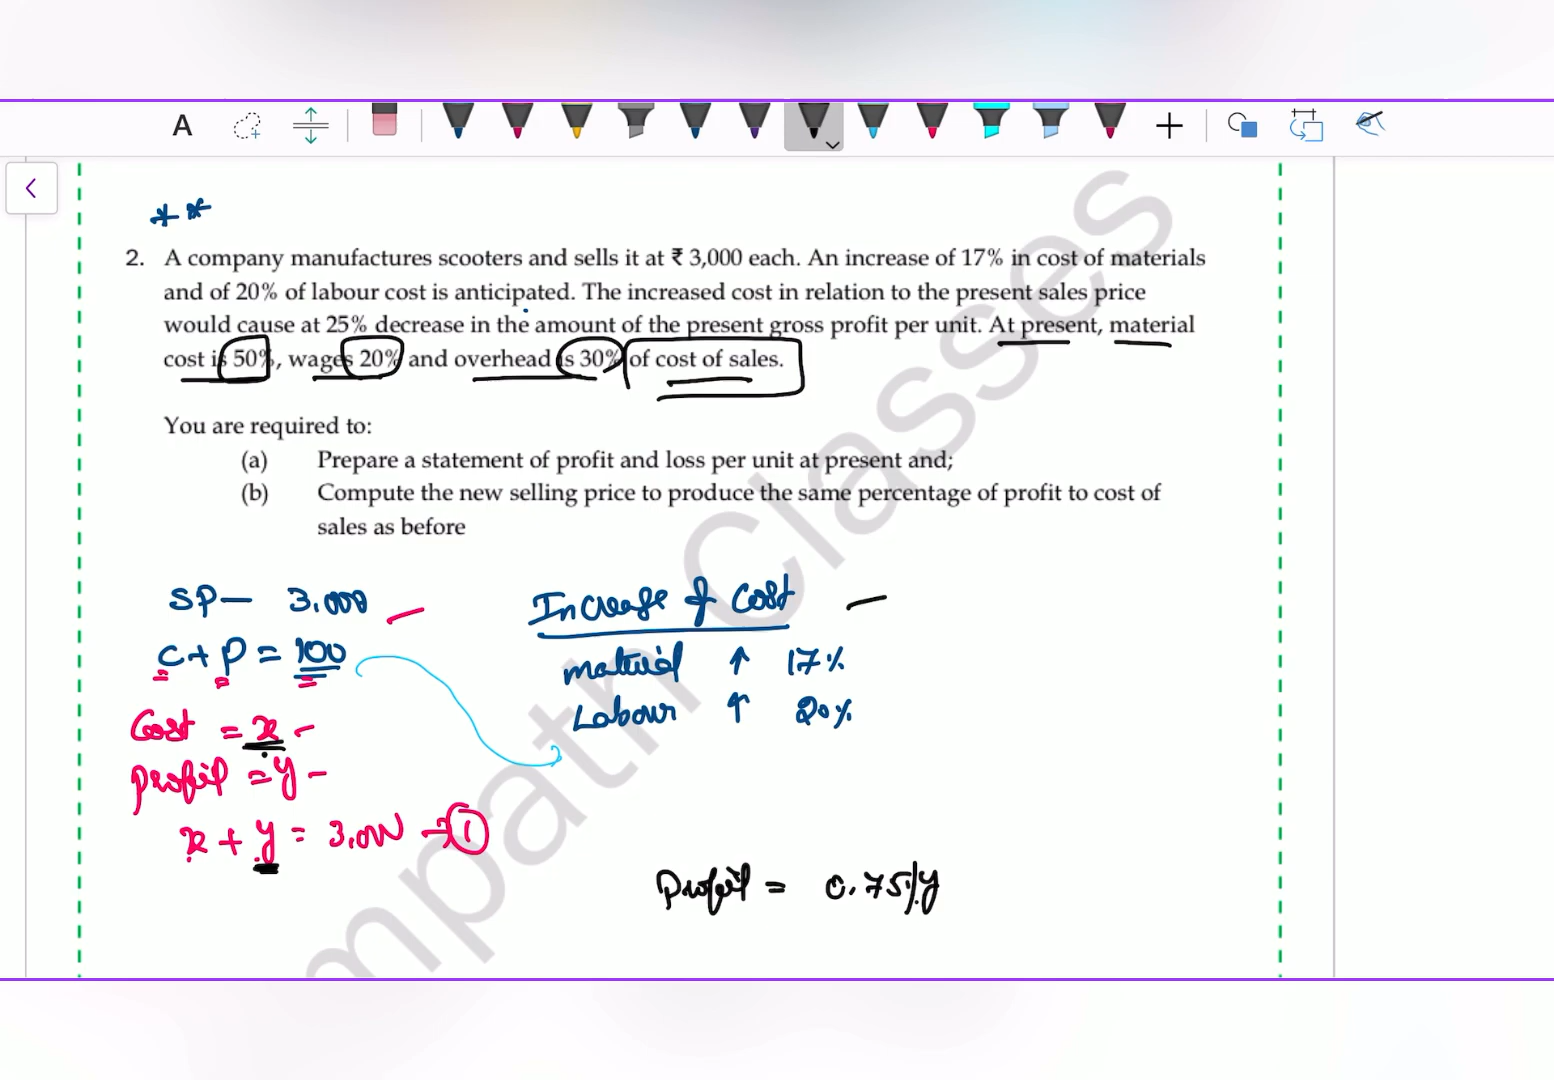 A
**
2. A company manufactures scooters and sells it at ₹ 3,000 each. An increase of 17% in cost of materials
and of 20% of labour cost is anticipated. The increased cost in relation to the present sales price
would cause at 25% decrease in the amount of the present gross profit per unit. At present, material
cost is 50%, wages 20% and overhead is 30% of cost of sales.
You are required to:
(a) Prepare a statement of profit and loss per unit at present and;
(b) Compute the new selling price to produce the same percentage of profit to cost of
sales as before
SP — 3,000
C + P = 100
Cost = x
Profit = y
x + y = 3,000 → ①
Increase of Cost
material ↑ 17%
Labour ↑ 20%
Profit = 0.75 y
mpath Classes